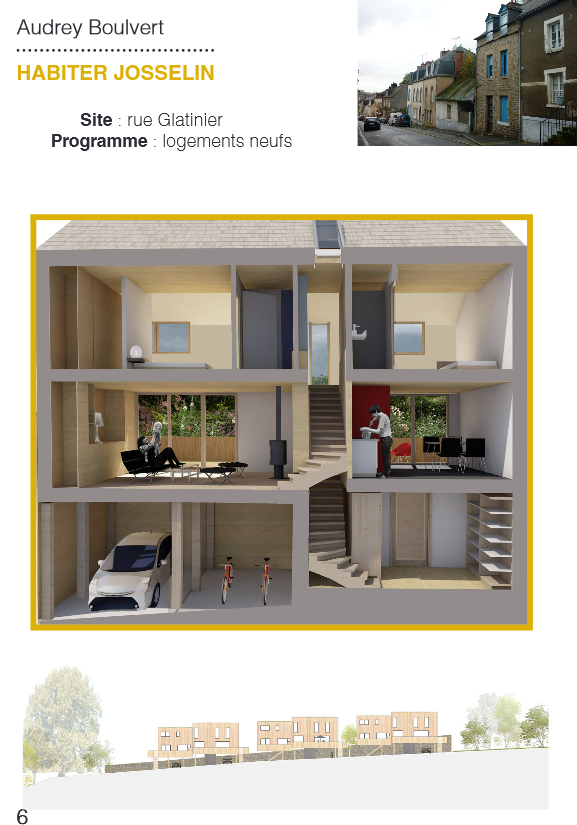 Audrey Boulvert
HABITER JOSSELIN
Site : rue Glatinier
Programme : logements neufs
6